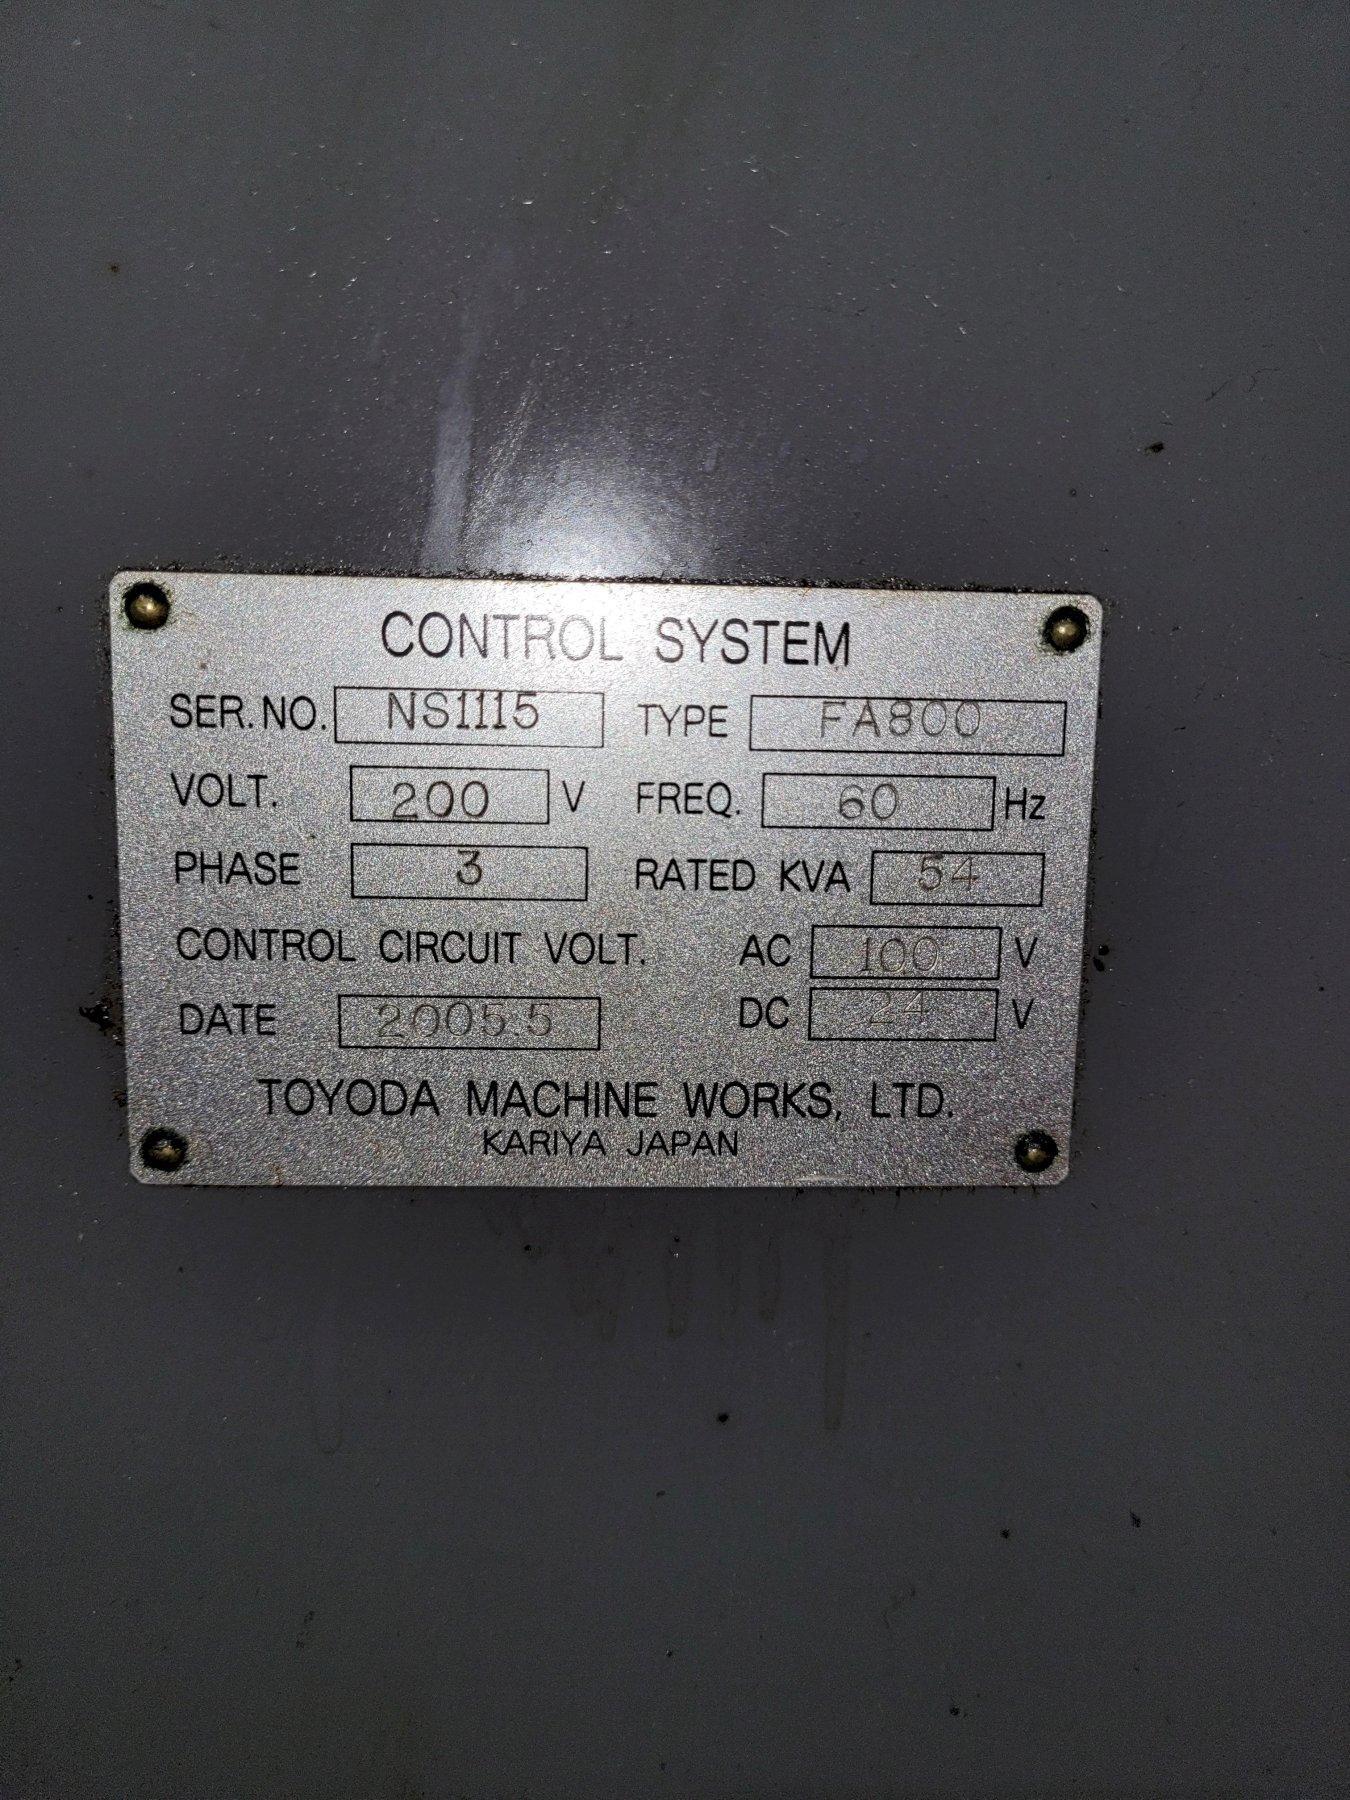 CONTROL SYSTEM
SER. NO. NS1115 TYPE FA800
VOLT. 200 V FREQ. 60 Hz
PHASE 3 RATED KVA 54
CONTROL CIRCUIT VOLT. AC 100 V
DATE 2005.5 DC 24 V
TOYODA MACHINE WORKS, LTD.
KARIYA JAPAN